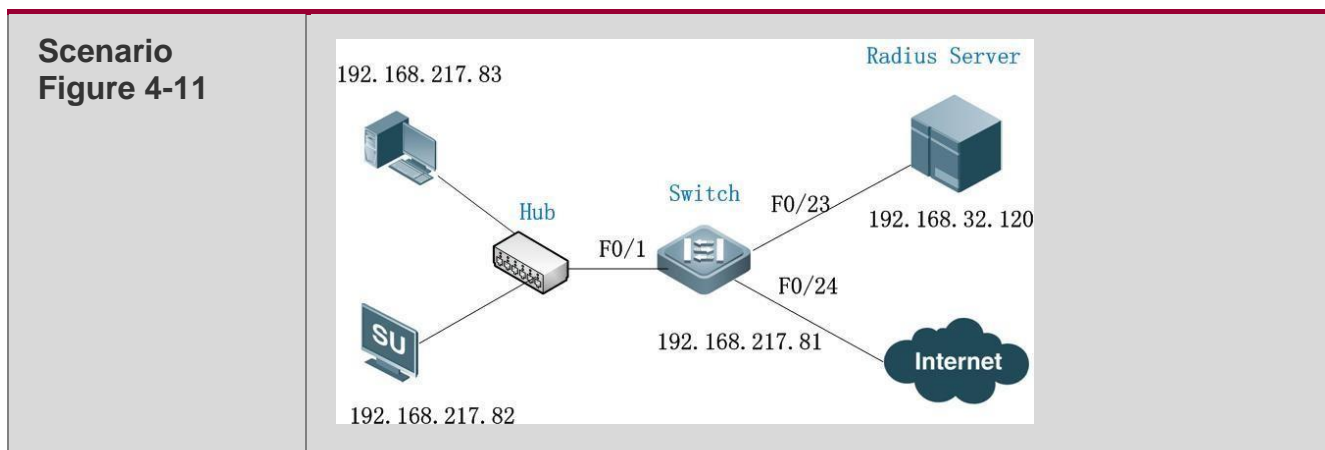 Scenario
Figure 4-11
192. 168. 217. 83
Radius Server
Hub
Switch
F0/1
F0/23
192. 168. 32. 120
F0/24
SU
192. 168. 217. 81
Internet
192. 168. 217. 82